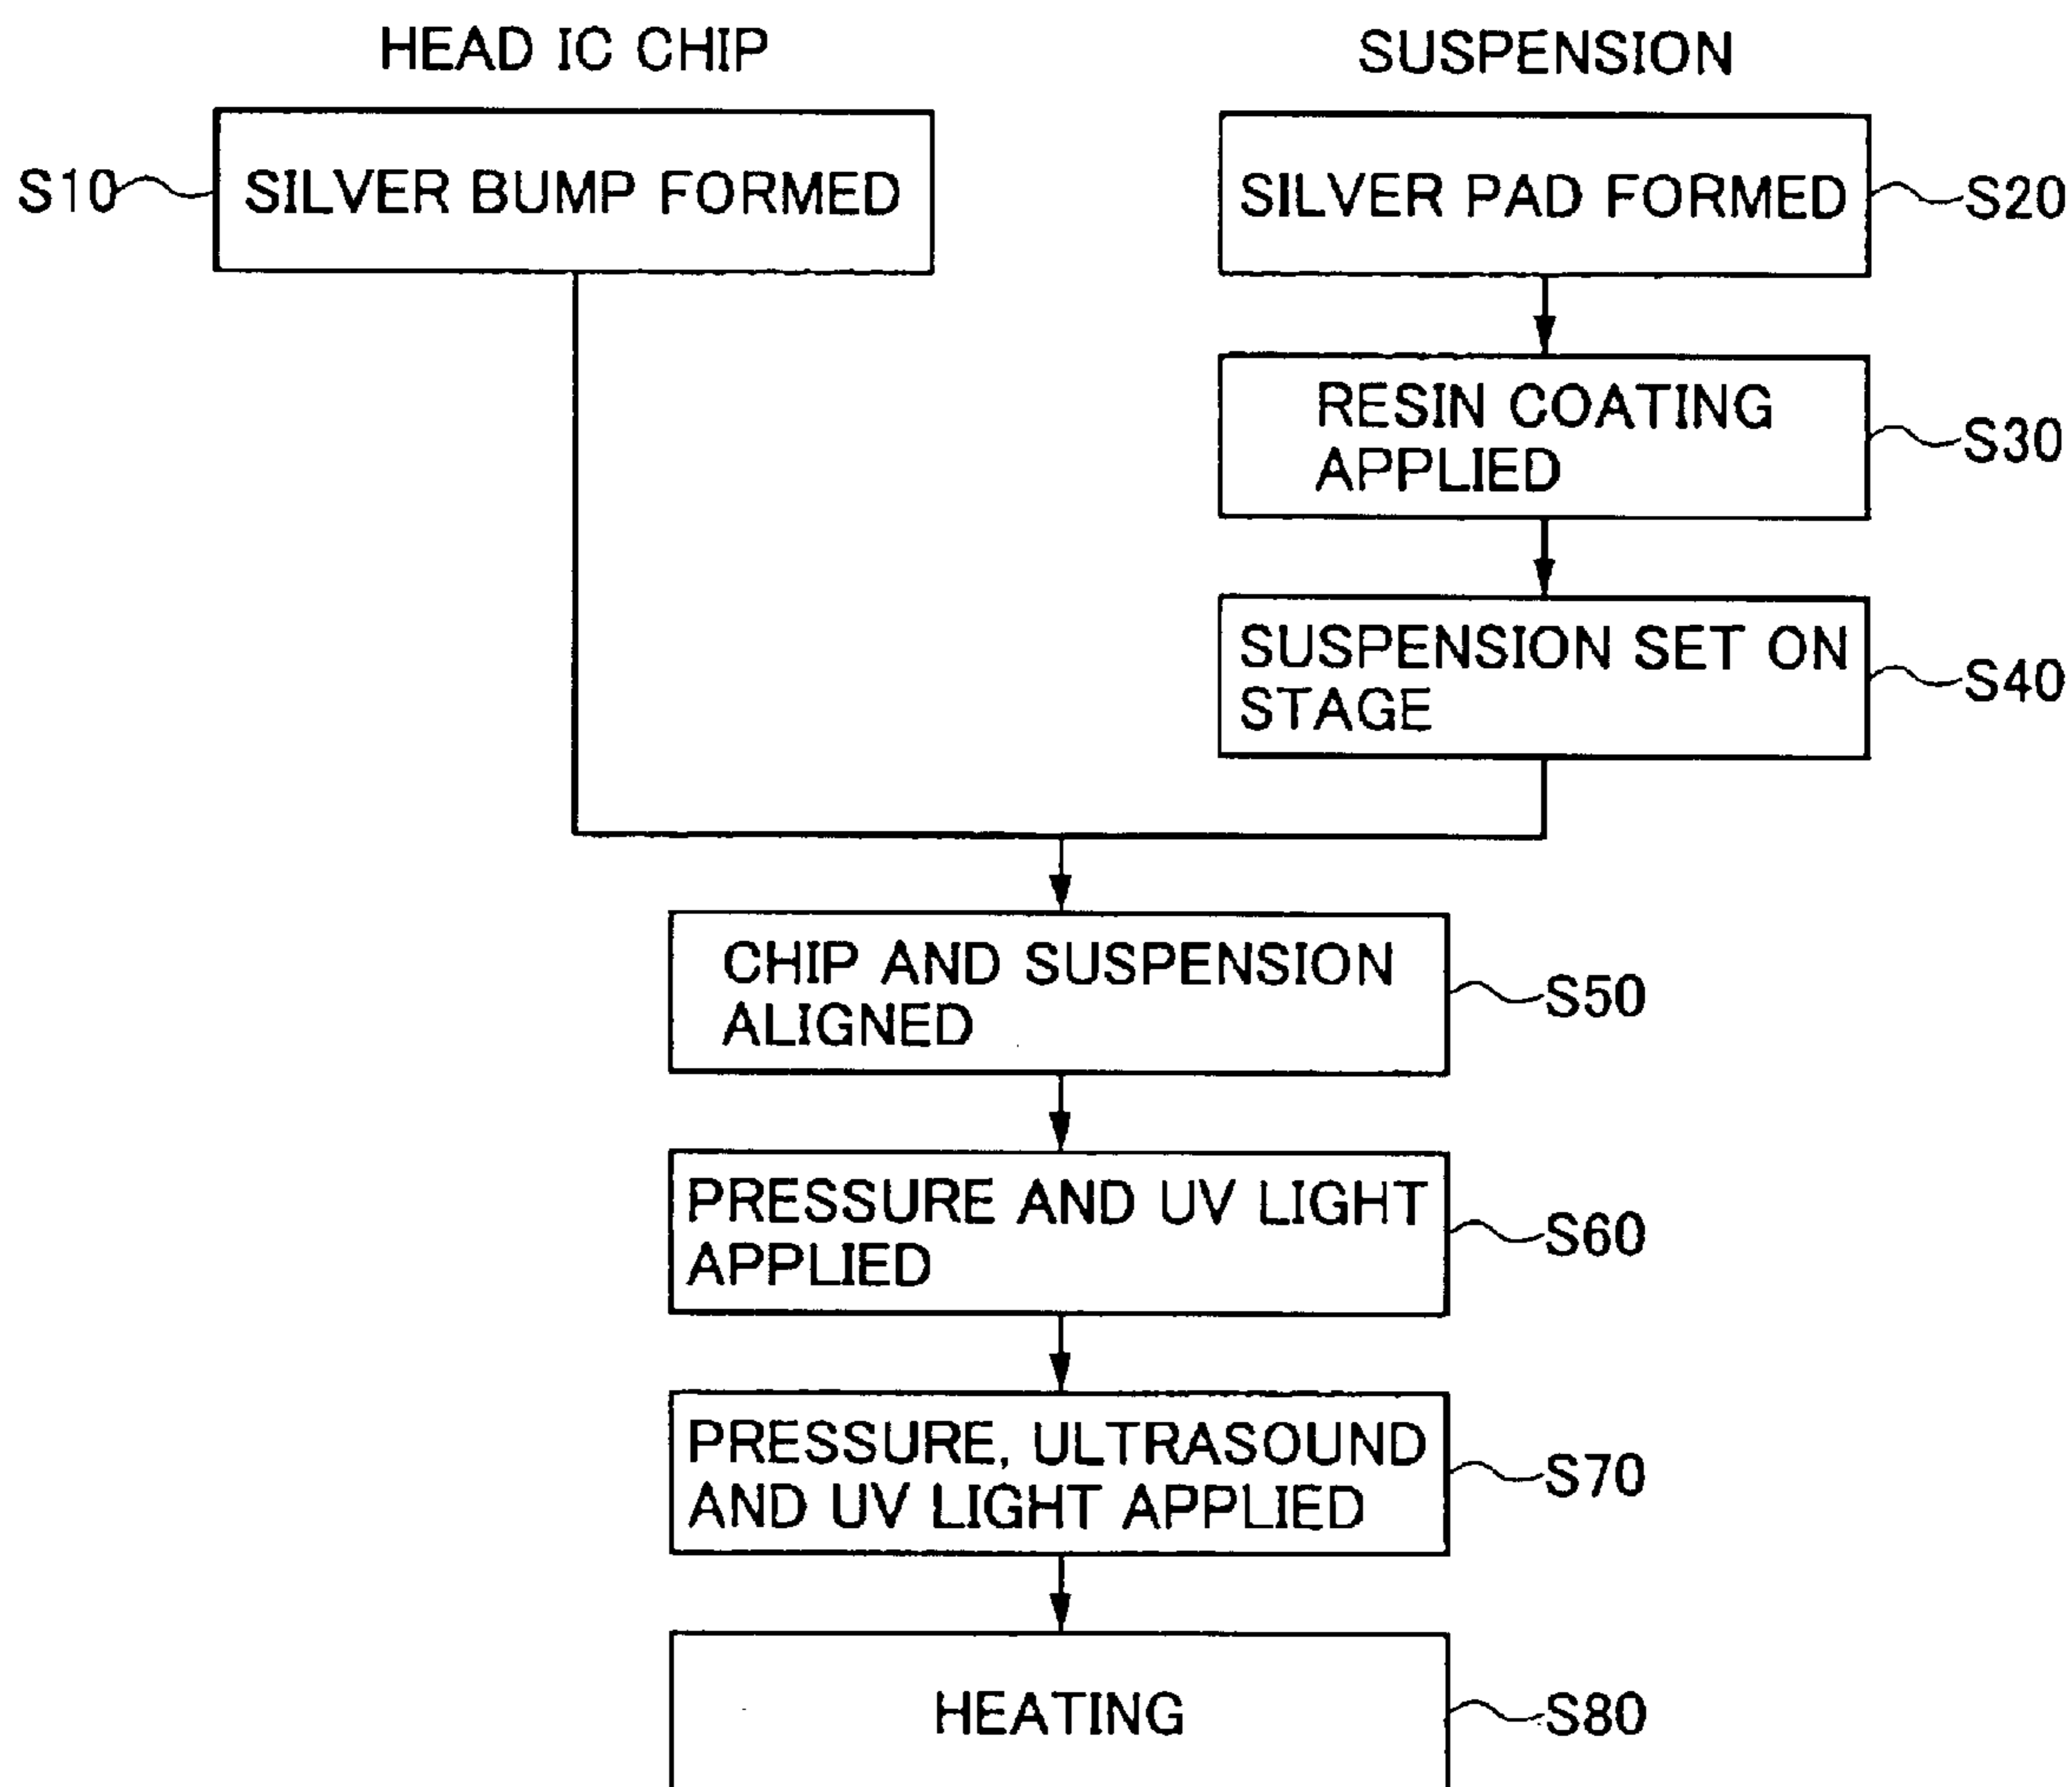 HEAD IC CHIP
SUSPENSION
S10
SILVER BUMP FORMED
SILVER PAD FORMED
S20
RESIN COATING
APPLIED
S30
SUSPENSION SET ON
STAGE
S40
CHIP AND SUSPENSION
ALIGNED
S50
PRESSURE AND UV LIGHT
APPLIED
S60
PRESSURE, ULTRASOUND
AND UV LIGHT APPLIED
S70
HEATING
S80